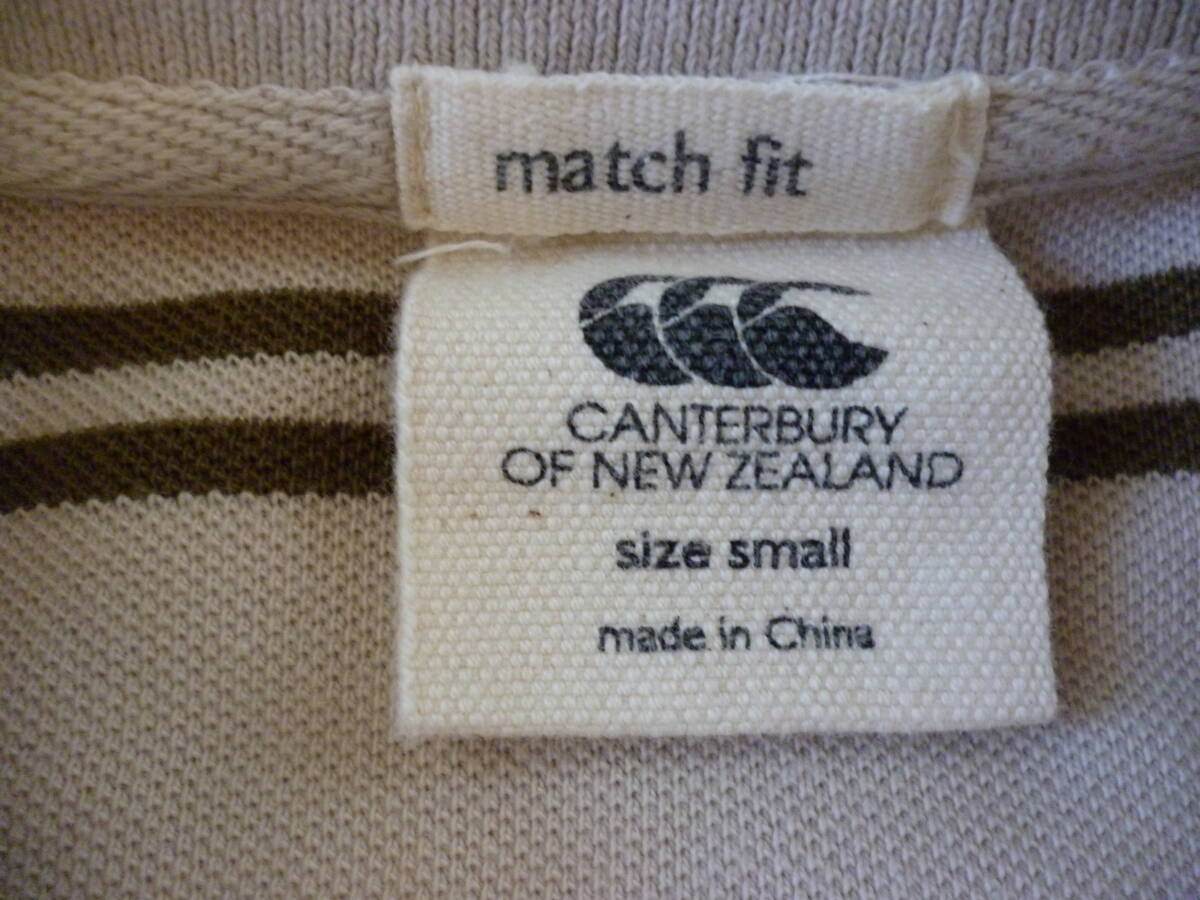 match fit
CANTERBURY
OF NEW ZEALAND
size small
made in China